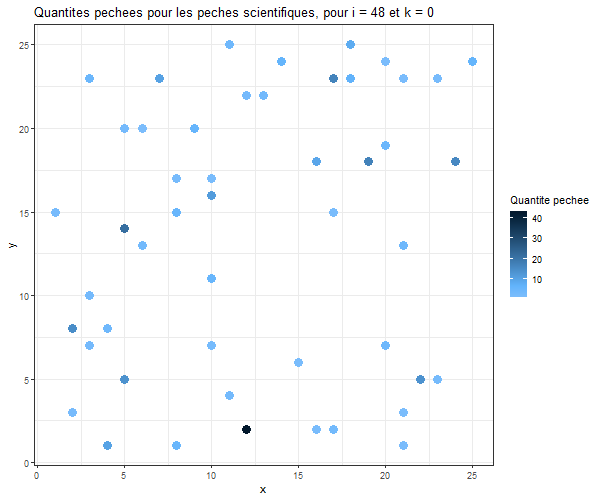 Quantites pechees pour les peches scientifiques, pour i = 48 et k = 0
25
20
15
10
5
0
y
0 5 10 15 20 25
x
Quantite pechee
40
30
20
10